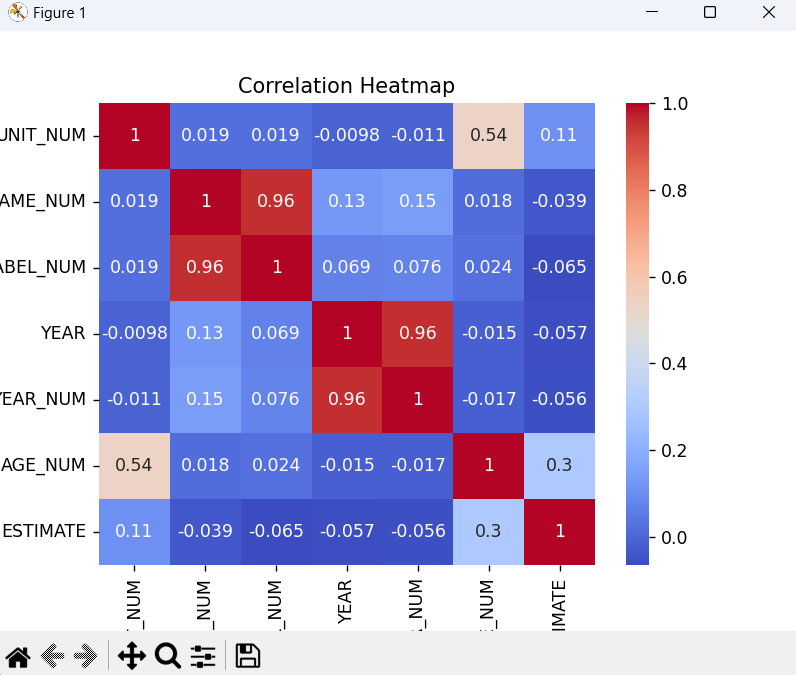 Figure 1
Correlation Heatmap
UNIT_NUM 1 0.019 0.019 -0.0098 -0.011 0.54 0.11
AME_NUM 0.019 1 0.96 0.13 0.15 0.018 -0.039
ABEL_NUM 0.019 0.96 1 0.069 0.076 0.024 -0.065
YEAR -0.0098 0.13 0.069 1 0.96 -0.015 -0.057
YEAR_NUM -0.011 0.15 0.076 0.96 1 -0.017 -0.056
AGE_NUM 0.54 0.018 0.024 -0.015 -0.017 1 0.3
ESTIMATE 0.11 -0.039 -0.065 -0.057 -0.056 0.3 1
1.0
0.8
0.6
0.4
0.2
0.0
_NUM
_NUM
_NUM
YEAR
_NUM
_NUM
IMATE